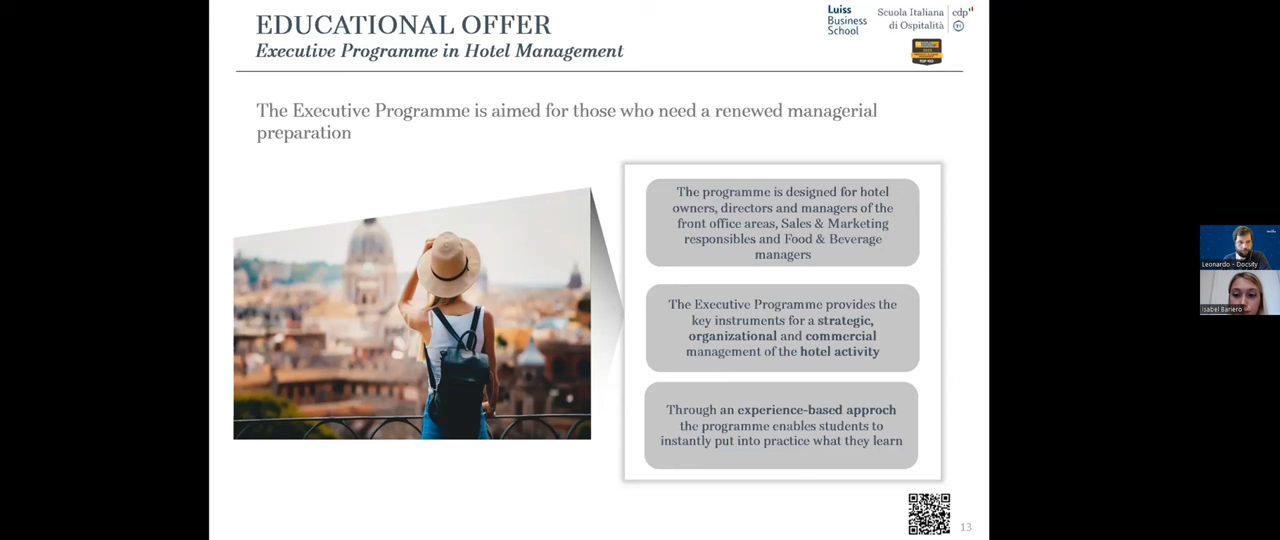 EDUCATIONAL OFFER
Executive Programme in Hotel Management
Luiss
Business
School
Scuola Italiana
di Ospitalità
cdp
The Executive Programme is aimed for those who need a renewed managerial
preparation
The programme is designed for hotel
owners, directors and managers of the
front office areas, Sales & Marketing
responsibles and Food & Beverage
managers
The Executive Programme provides the
key instruments for a strategic,
organizational and commercial
management of the hotel activity
Through an experience-based approch
the programme enables students to
instantly put into practice what they learn
13
Leonardo - Docsity
Isabel Bariero